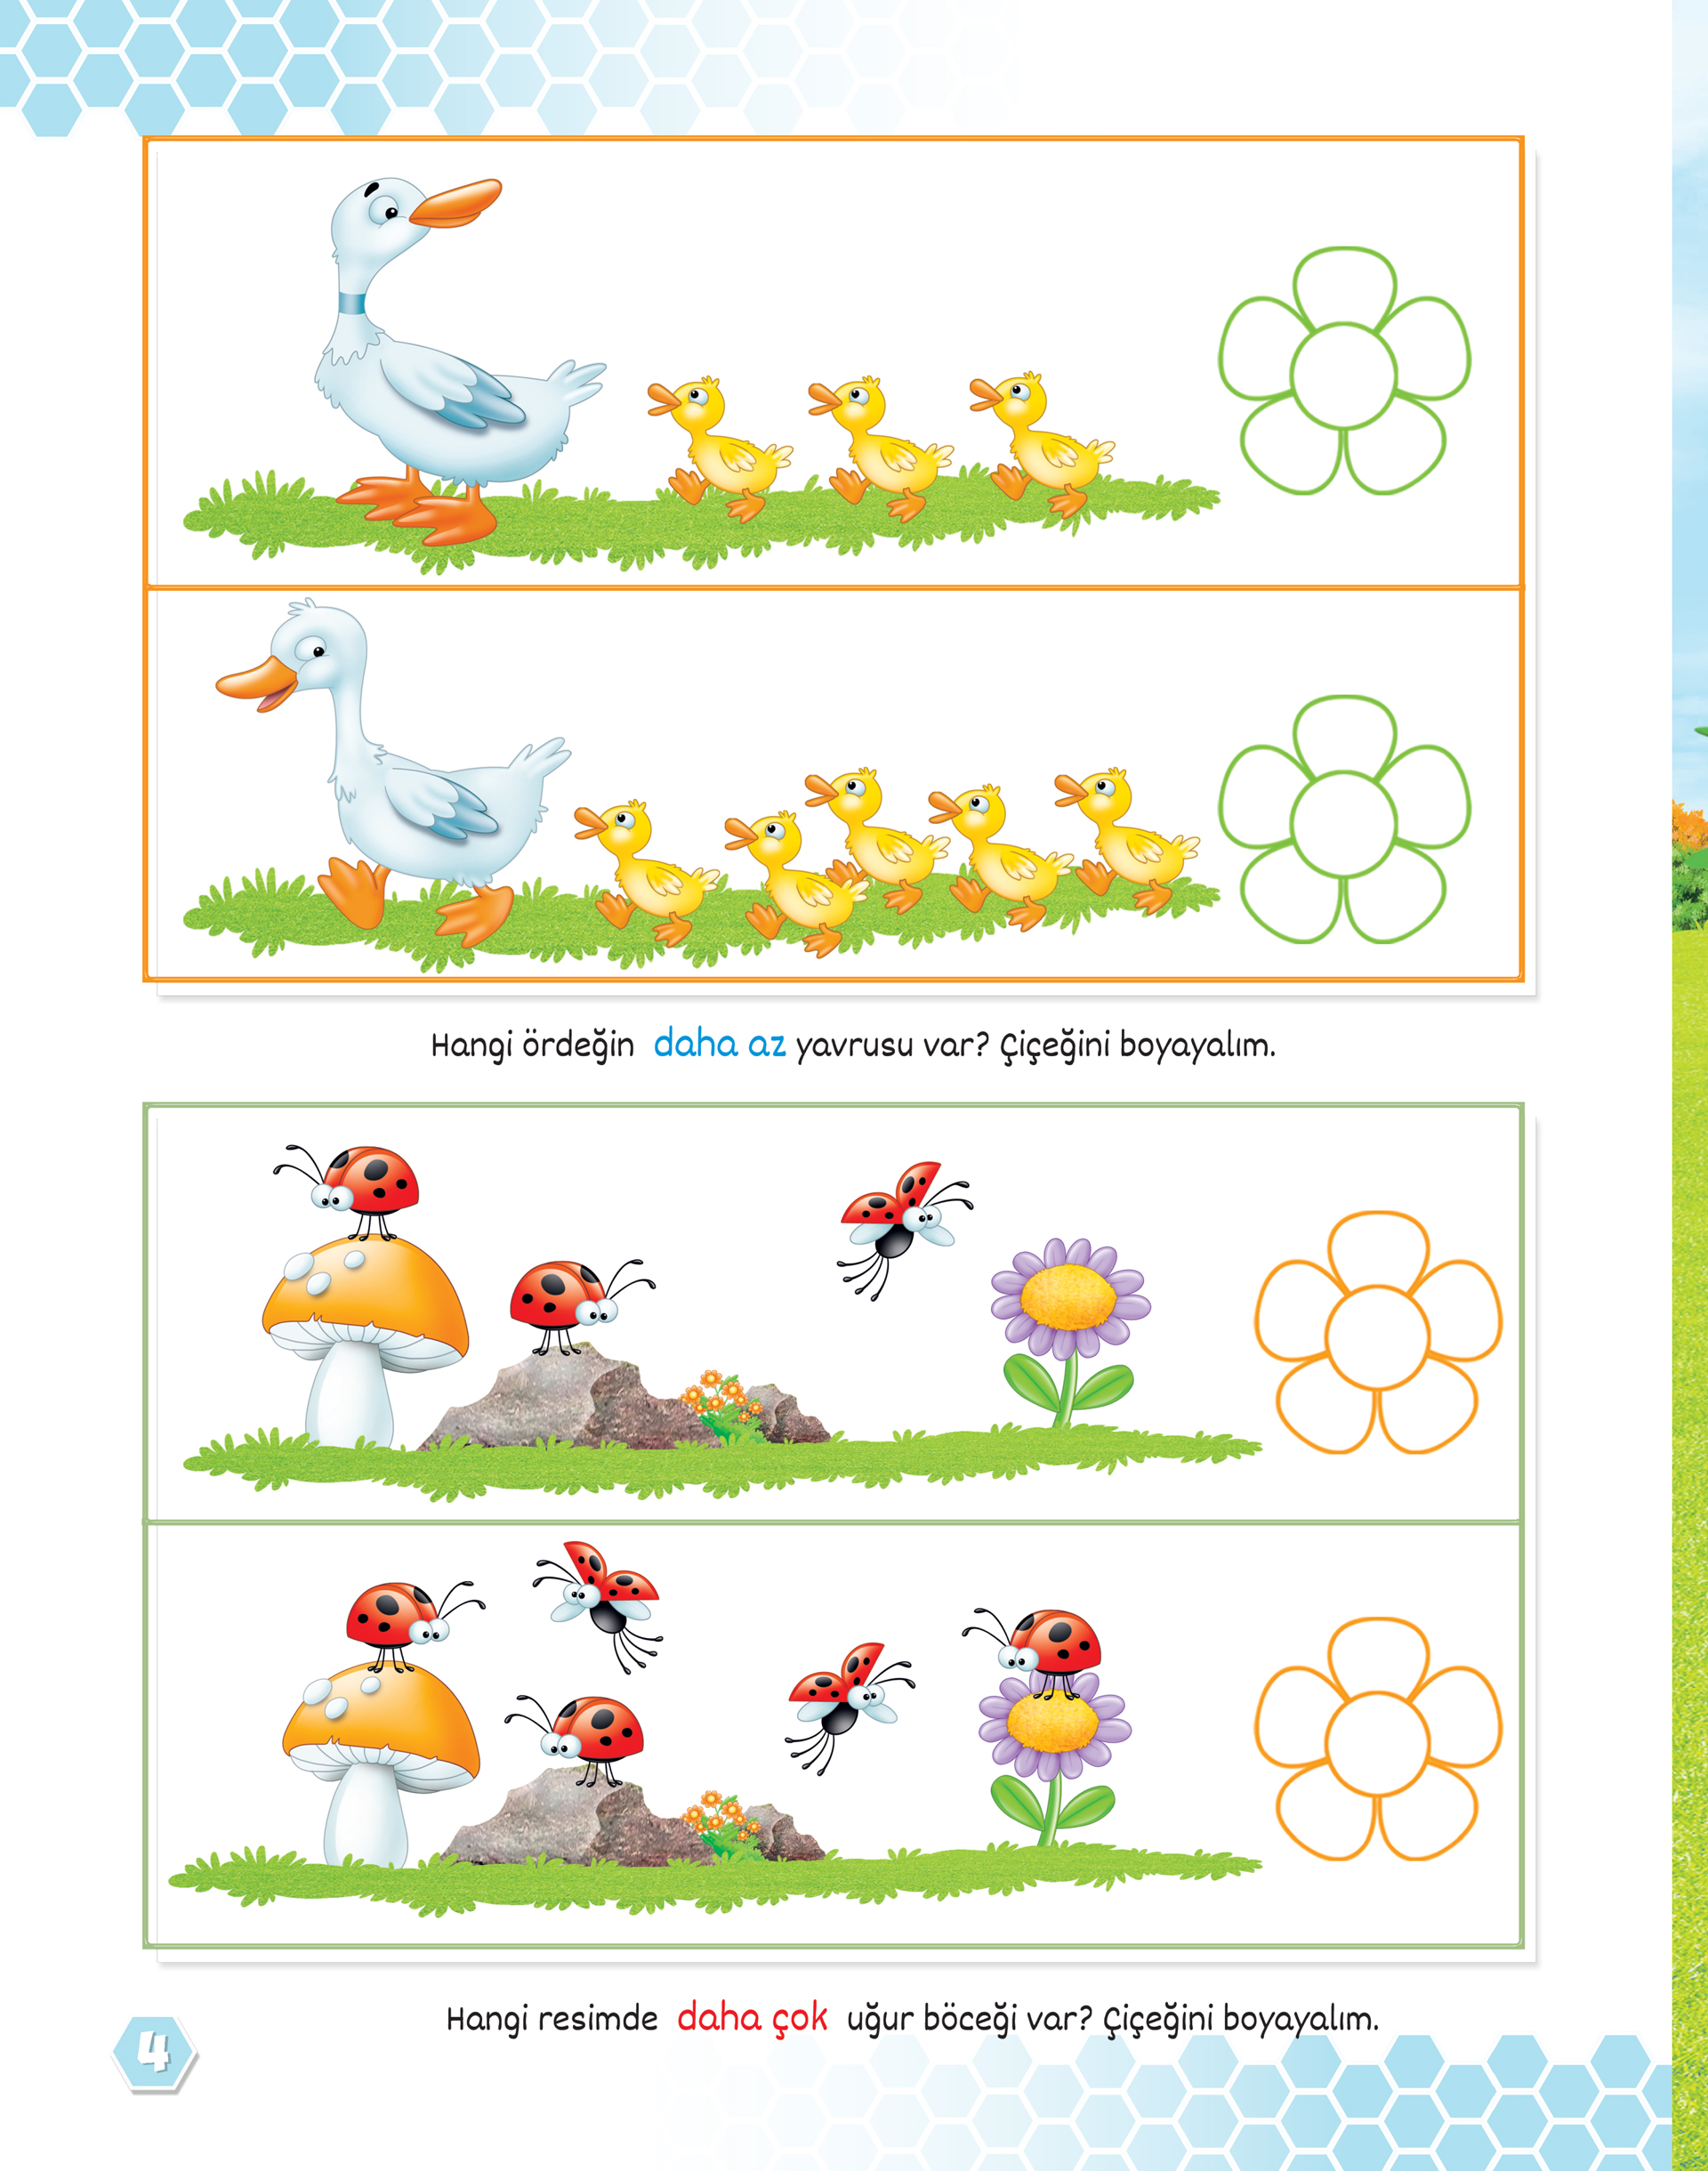 Hangi ördeğin daha az yavrusu var? Çiçeğini boyayalım.
Hangi resimde daha çok uğur böceği var? Çiçeğini boyayalım.
4